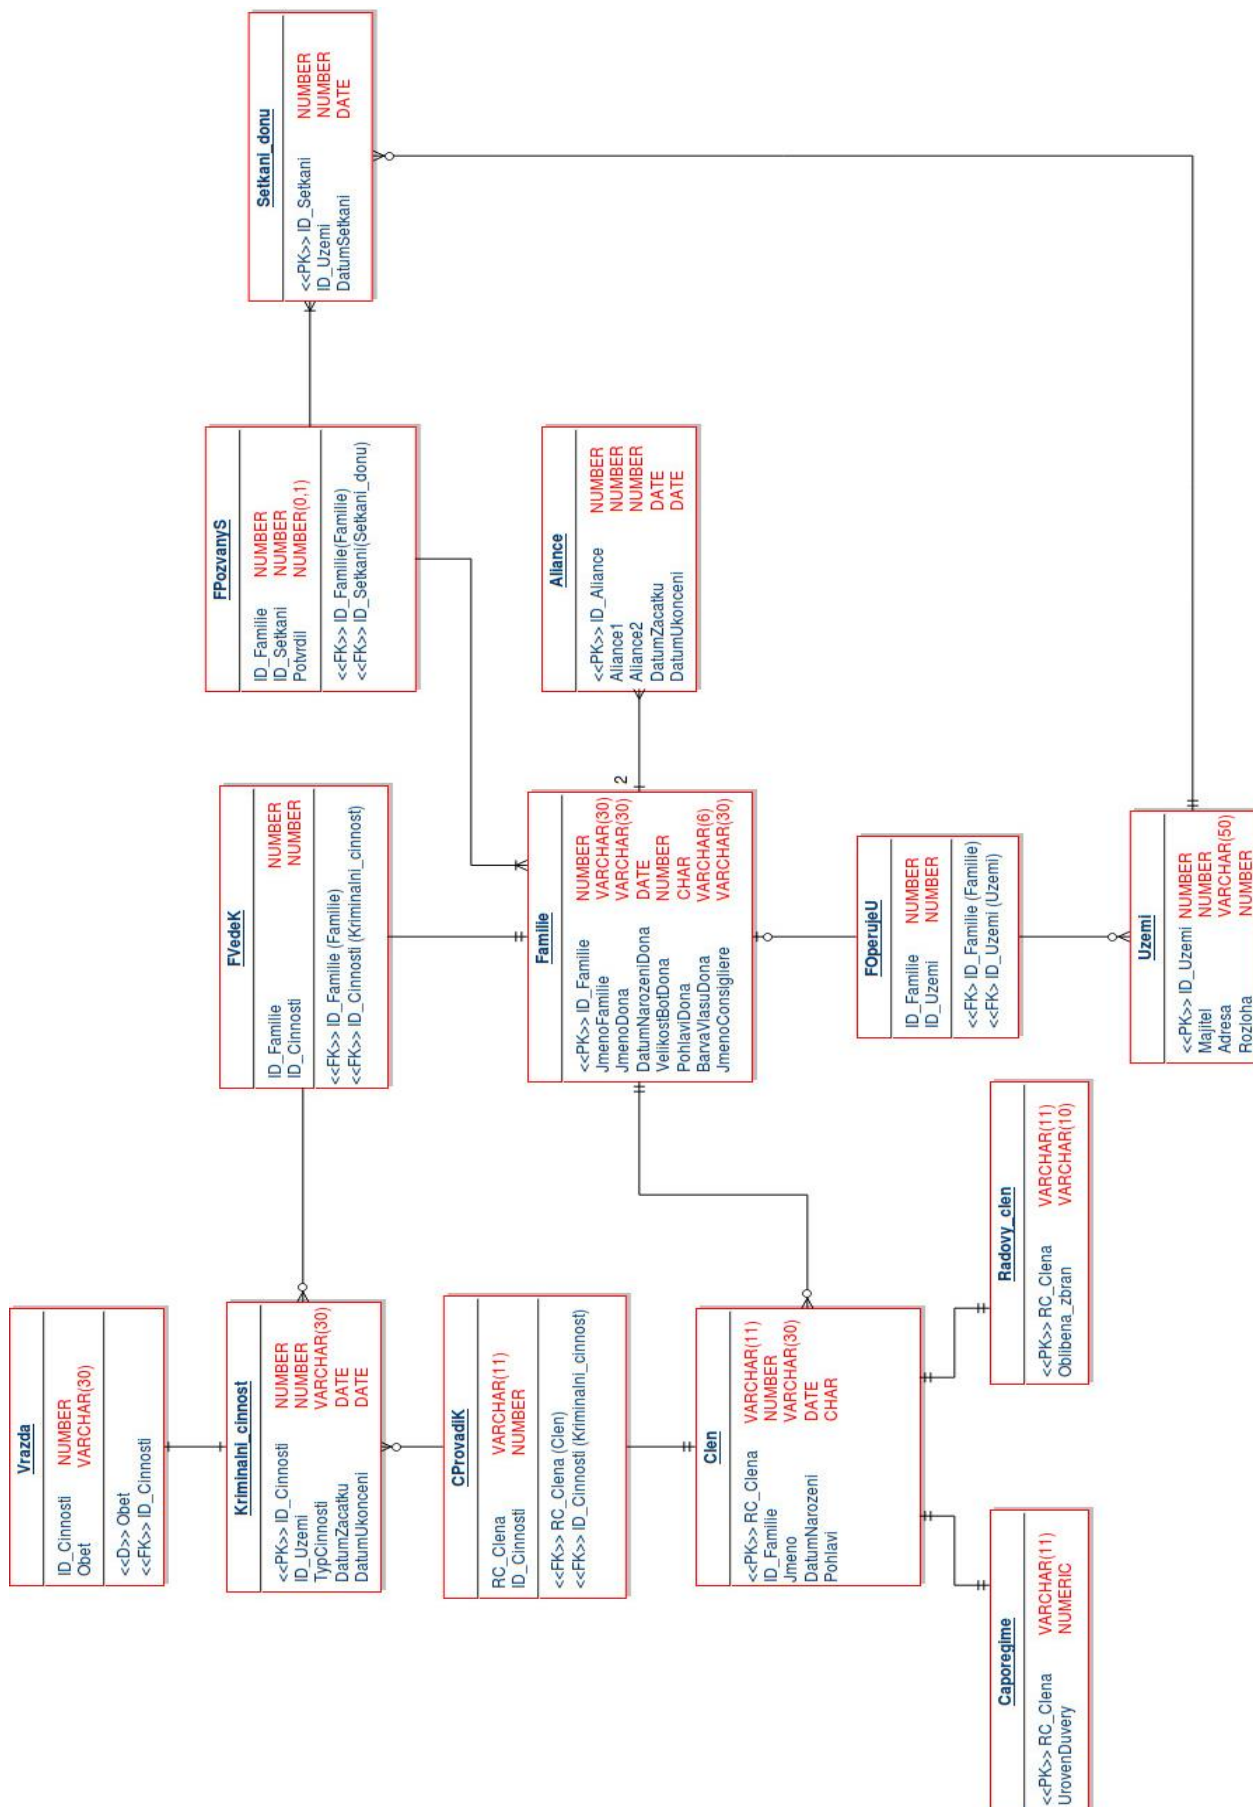 Vrazda
ID_Cinnosti NUMBER
Obet VARCHAR(30)
<<D>> Obet
<<FK>> ID_Cinnosti
Kriminalni_cinnost
<<PK>> ID_Cinnosti NUMBER
ID_Uzemi NUMBER
TypCinnosti VARCHAR(30)
DatumZacatku DATE
DatumUkonceni DATE
CProvadiK
RC_Clena VARCHAR(11)
ID_Cinnosti NUMBER
<<FK>> RC_Clena (Clen)
<<FK>> ID_Cinnosti (Kriminalni_cinnost)
Clen
<<PK>> RC_Clena VARCHAR(11)
ID_Familie NUMBER
Jmeno VARCHAR(30)
DatumNarozeni DATE
Pohlavi CHAR
Caporegime
<<PK>> RC_Clena VARCHAR(11)
UrovenDuvery NUMERIC
Radovy_clen
<<PK>> RC_Clena VARCHAR(11)
Oblibena_zbran VARCHAR(10)
FVedeK
ID_Familie NUMBER
ID_Cinnosti NUMBER
<<FK>> ID_Familie (Familie)
<<FK>> ID_Cinnosti (Kriminalni_cinnost)
Familie
<<PK>> ID_Familie NUMBER
JmenoFamilie VARCHAR(30)
JmenoDona VARCHAR(30)
DatumNarozeniDona DATE
VelikostBotDona NUMBER
PohlaviDona CHAR
BarvaVlasuDona VARCHAR(6)
JmenoConsigliere VARCHAR(30)
2
FOperujeU
ID_Familie NUMBER
ID_Uzemi NUMBER
<<FK> ID_Familie (Familie)
<<FK> ID_Uzemi (Uzemi)
Uzemi
<<PK>> ID_Uzemi NUMBER
Majitel NUMBER
Adresa VARCHAR(50)
Rozloha NUMBER
FPozvanyS
ID_Familie NUMBER
ID_Setkani NUMBER
Potvrdil NUMBER(0,1)
<<FK>> ID_Familie(Familie)
<<FK>> ID_Setkani(Setkani_donu)
Aliance
<<PK>> ID_Aliance NUMBER
Aliance1 NUMBER
Aliance2 NUMBER
DatumZacatku DATE
DatumUkonceni DATE
Setkani_donu
<<PK>> ID_Setkani NUMBER
ID_Uzemi NUMBER
DatumSetkani DATE